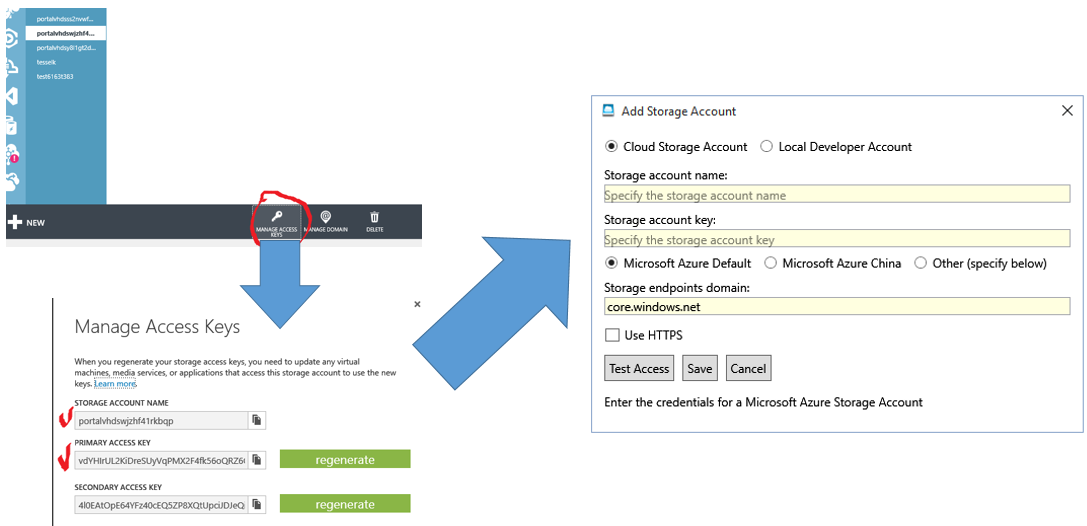 portalvhdsss2nvwf...
portalvhdswjzhf4...
portalvhdsy8l1gt2d...
tesselk
test6163t383
NEW
MANAGE ACCESS
KEYS
MANAGE DOMAIN
DELETE
Manage Access Keys
When you regenerate your storage access keys, you need to update any virtual
machines, media services, or applications that access this storage account to use the new
keys. Learn more.
STORAGE ACCOUNT NAME
portalvhdswjzhf41rkbqp
PRIMARY ACCESS KEY
vdYHIrUL2KiDreSUyVqPMX2F4fk56oQRZ6
regenerate
SECONDARY ACCESS KEY
4l0EAtOpE64YFz40cEQ5ZP8XQtUpciJDJeQ
regenerate
Add Storage Account
Cloud Storage Account Local Developer Account
Storage account name:
Specify the storage account name
Storage account key:
Specify the storage account key
Microsoft Azure Default Microsoft Azure China Other (specify below)
Storage endpoints domain:
core.windows.net
Use HTTPS
Test Access Save Cancel
Enter the credentials for a Microsoft Azure Storage Account